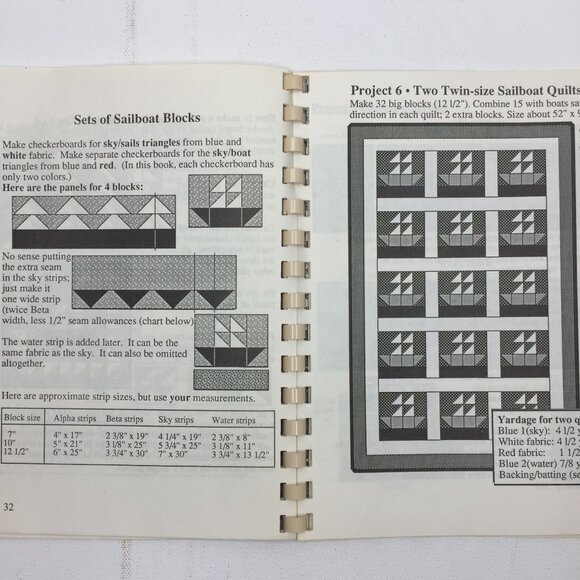 Sets of Sailboat Blocks
Make checkerboards for sky/sails triangles from blue and
white fabric. Make separate checkerboards for the sky/boat
triangles from blue and red. (In this book, each checkerboard has
only two colors.)
Here are the panels for 4 blocks:
No sense putting
the extra seam
in the sky strips;
just make it
one wide strip
(twice Beta
width, less 1/2" seam allowances (chart below)
The water strip is added later. It can be the
same fabric as the sky. It can also be omitted
altogether.
Here are approximate strip sizes, but use your measurements.
Block size Alpha strips Beta strips Sky strips Water strips
7" 4" x 17" 2 3/8" x 19" 4 1/4" x 19" 2 3/8" x 8"
10" 5" x 21" 3 1/8" x 25" 5 3/4" x 25" 3 1/8" x 11"
12 1/2" 6" x 25" 3 3/4" x 30" 7" x 30" 3 3/4" x 13 1/2"
32
Project 6 • Two Twin-size Sailboat Quilts
Make 32 big blocks (12 1/2"). Combine 15 with boats sa
direction in each quilt; 2 extra blocks. Size about 52" x
Yardage for two q
Blue 1(sky): 4 1/2 y
White fabric: 4 1/2
Red fabric: 1 1/2
Blue 2(water) 7/8 y
Backing/batting (se